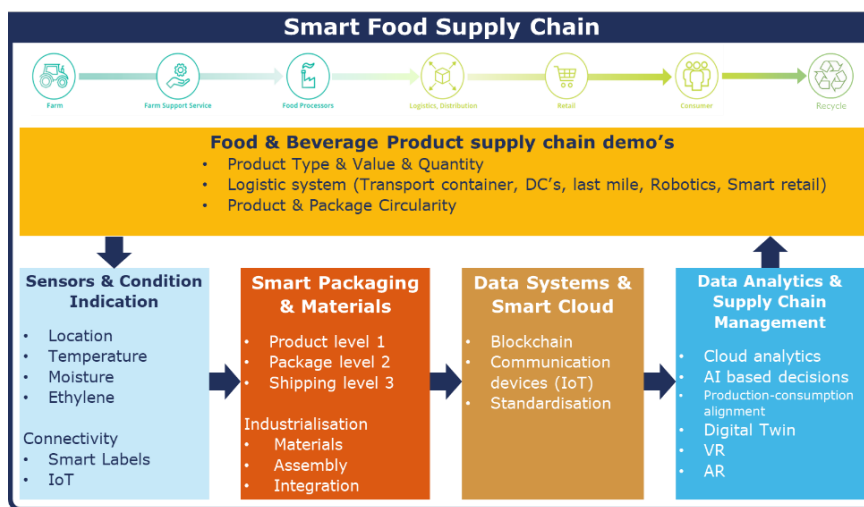 Smart Food Supply Chain
Farm
Farm Support Service
Food Processors
Logistics, Distribution
Retail
Consumer
Recycle
Food & Beverage Product supply chain demo's
• Product Type & Value & Quantity
• Logistic system (Transport container, DC's, last mile, Robotics, Smart retail)
• Product & Package Circularity
Sensors & Condition
Indication
• Location
• Temperature
• Moisture
• Ethylene
Connectivity
• Smart Labels
• IoT
Smart Packaging
& Materials
• Product level 1
• Package level 2
• Shipping level 3
Industrialisation
• Materials
• Assembly
• Integration
Data Systems &
Smart Cloud
• Blockchain
• Communication
devices (IoT)
• Standardisation
Data Analytics &
Supply Chain
Management
• Cloud analytics
• AI based decisions
• Production-consumption
alignment
• Digital Twin
• VR
• AR